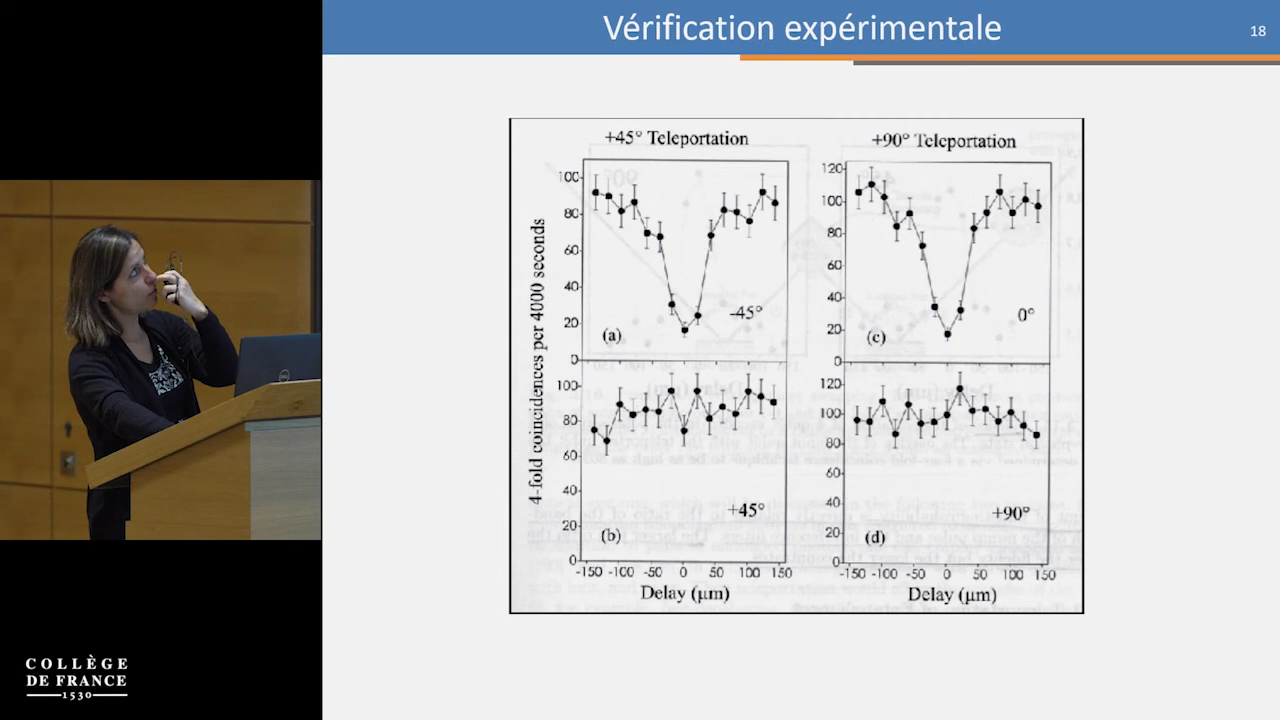 Vérification expérimentale
18
+45° Teleportation
+90° Teleportation
4-fold coincidences per 4000 seconds
100
80
60
40
20
0
-45°
(a)
120
100
80
60
40
20
0
0°
(c)
100
80
60
40
20
0
+45°
(b)
120
100
80
60
40
20
0
+90°
(d)
-150 -100 -50 0 50 100 150
-150 -100 -50 0 50 100 150
Delay (µm)
Delay (µm)
COLLÈGE
DE FRANCE
1530